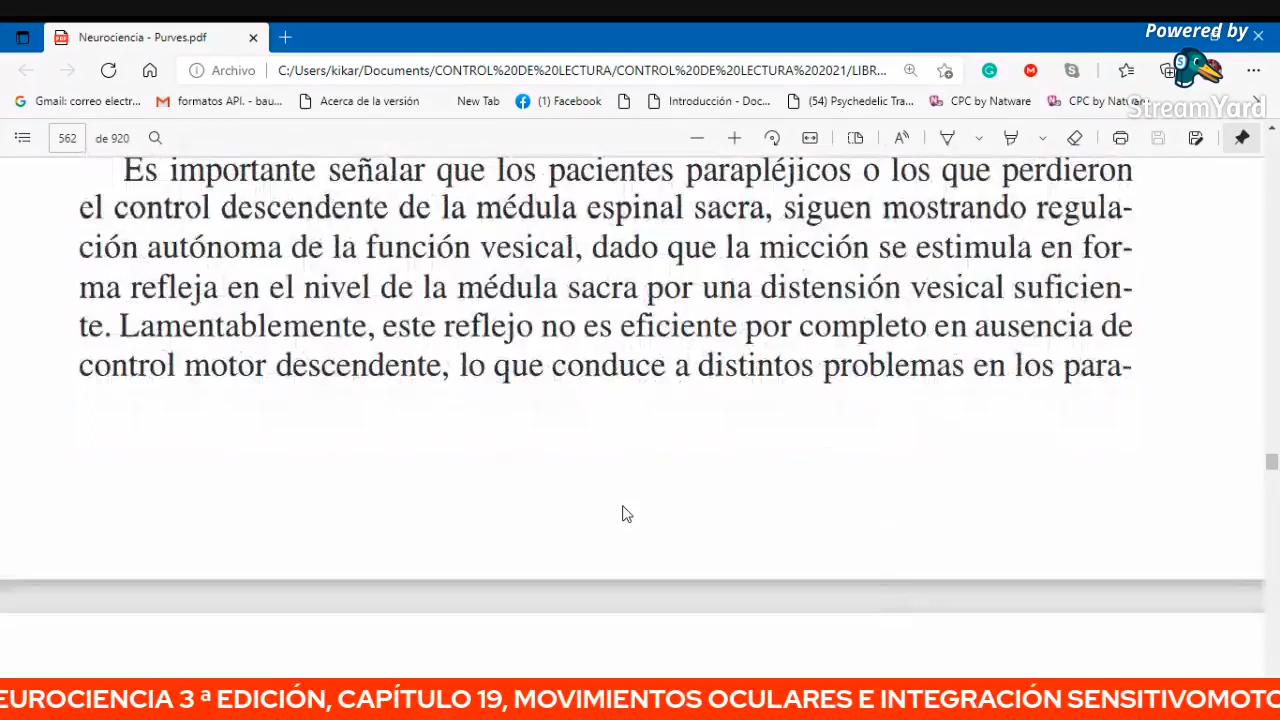 Powered by
Neurociencia - Purves.pdf
Archivo C:/Users/kikar/Documents/CONTROL%20DE%20LECTURA/CONTROL%20DE%20LECTURA%202021/LIBR...
Gmail: correo electr... formatos API. - bau... Acerca de la versión New Tab (1) Facebook Introducción - Doc... (54) Psychedelic Tra... CPC by Natware CPC by Natware
StreamYard
562 de 920
Es importante señalar que los pacientes parapléjicos o los que perdieron
el control descendente de la médula espinal sacra, siguen mostrando regula-
ción autónoma de la función vesical, dado que la micción se estimula en for-
ma refleja en el nivel de la médula sacra por una distensión vesical suficien-
te. Lamentablemente, este reflejo no es eficiente por completo en ausencia de
control motor descendente, lo que conduce a distintos problemas en los para-
EUROCIENCIA 3 ª EDICIÓN, CAPÍTULO 19, MOVIMIENTOS OCULARES E INTEGRACIÓN SENSITIVOMOTO